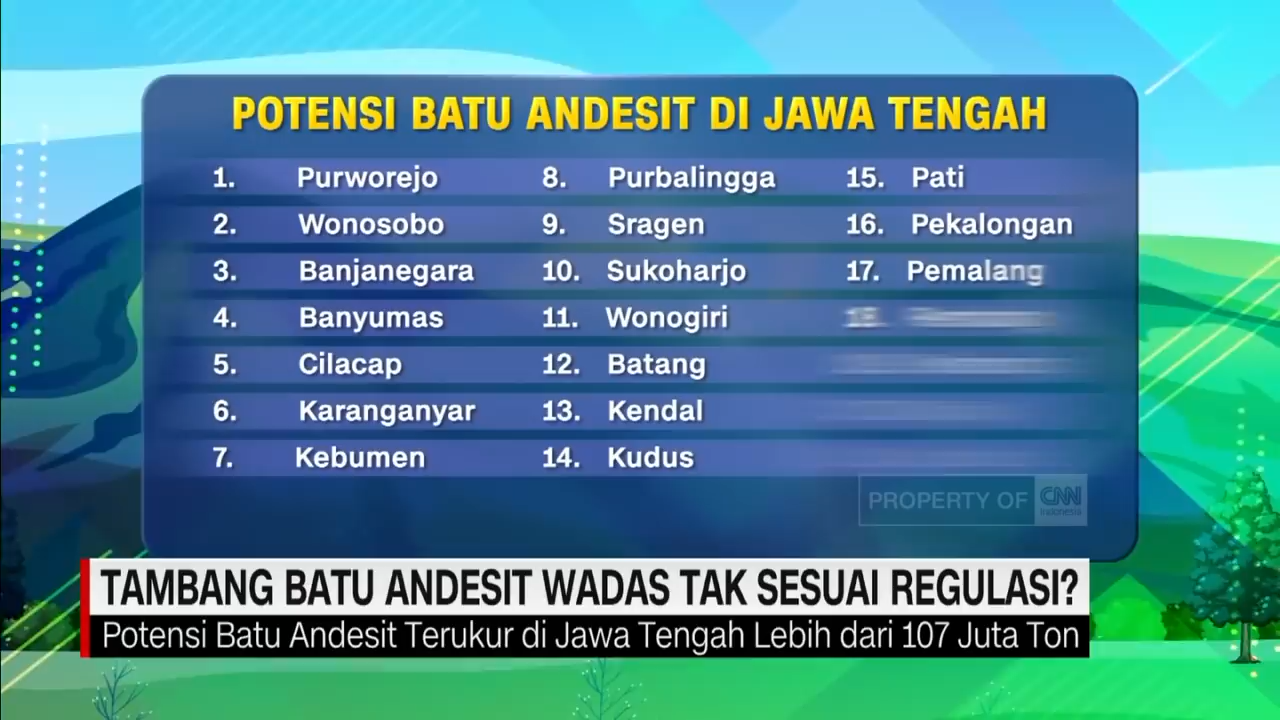 POTENSI BATU ANDESIT DI JAWA TENGAH
1. Purworejo
2. Wonosobo
3. Banjanegara
4. Banyumas
5. Cilacap
6. Karanganyar
7. Kebumen
8. Purbalingga
9. Sragen
10. Sukoharjo
11. Wonogiri
12. Batang
13. Kendal
14. Kudus
15. Pati
16. Pekalongan
17. Pemalang
18.
PROPERTY OF CNN Indonesia
TAMBANG BATU ANDESIT WADAS TAK SESUAI REGULASI?
Potensi Batu Andesit Terukur di Jawa Tengah Lebih dari 107 Juta Ton